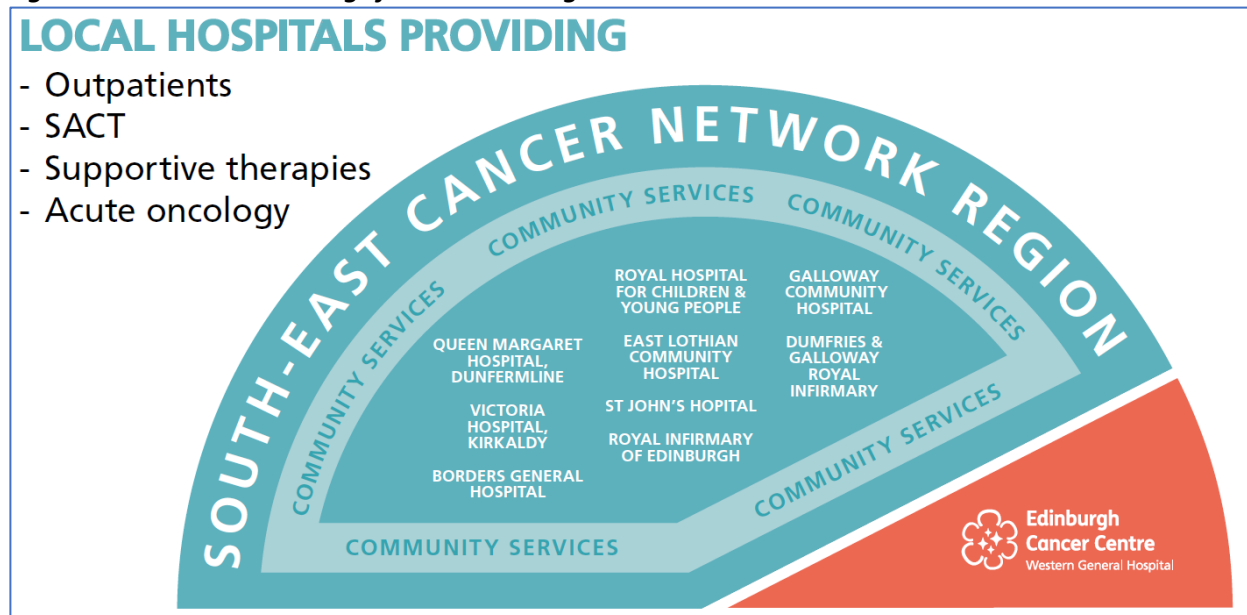 LOCAL HOSPITALS PROVIDING
- Outpatients
- SACT
- Supportive therapies
- Acute oncology
SOUTH-EAST CANCER NETWORK REGION
COMMUNITY SERVICES
COMMUNITY SERVICES
COMMUNITY SERVICES
QUEEN MARGARET
HOSPITAL,
DUNFERMLINE
VICTORIA
HOSPITAL,
KIRKALDY
BORDERS GENERAL
HOSPITAL
ROYAL HOSPITAL
FOR CHILDREN &
YOUNG PEOPLE
EAST LOTHIAN
COMMUNITY
HOSPITAL
ST JOHN'S HOPITAL
ROYAL INFIRMARY
OF EDINBURGH
GALLOWAY
COMMUNITY
HOSPITAL
DUMFRIES &
GALLOWAY
ROYAL
INFIRMARY
COMMUNITY SERVICES
COMMUNITY SERVICES
Edinburgh
Cancer Centre
Western General Hospital